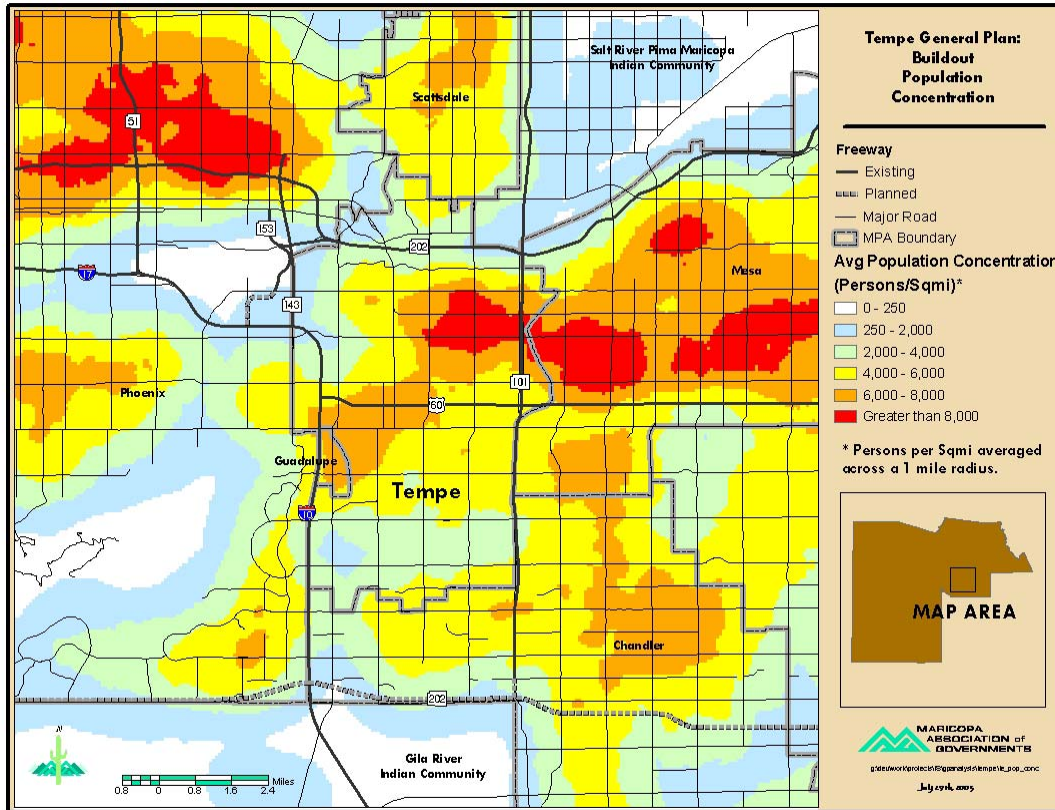 Tempe General Plan:
Buildout
Population
Concentration
Freeway
Existing
Planned
Major Road
MPA Boundary
Avg Population Concentration
(Persons/Sqmi)*
0 - 250
250 - 2,000
2,000 - 4,000
4,000 - 6,000
6,000 - 8,000
Greater than 8,000
* Persons per Sqmi averaged
across a 1 mile radius.
MAP AREA
MARICOPA
ASSOCIATION of
GOVERNMENTS
July 29th, 2005
Salt River Pima Maricopa
Indian Community
Scottsdale
51
153
202
17
143
Mesa
Phoenix
101
60
Guadalupe
Tempe
10
Chandler
202
Gila River
Indian Community
N
Miles
0.8 0 0.8 1.6 2.4